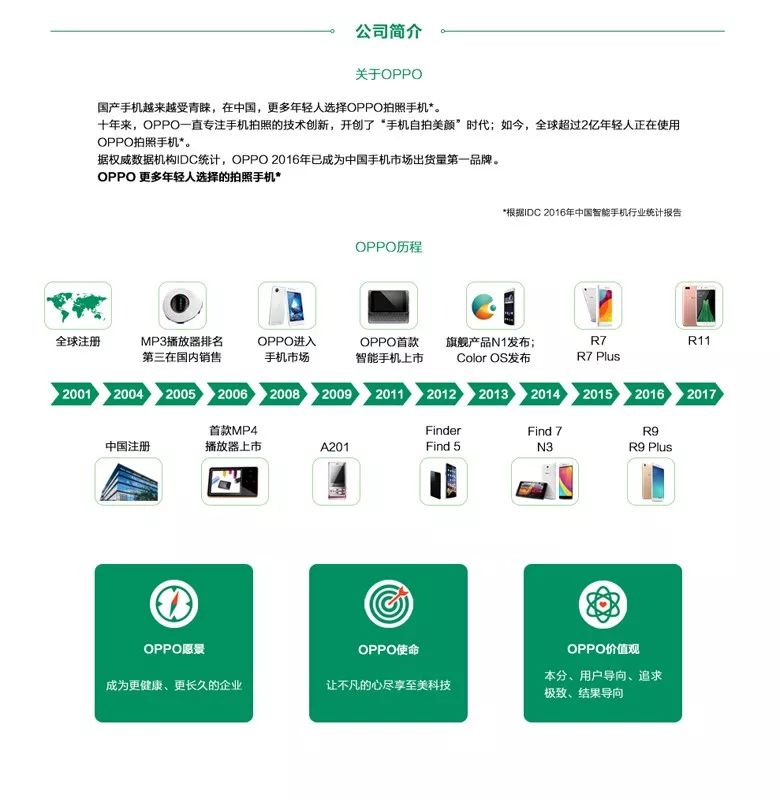 公司简介
关于OPPO
国产手机越来越受青睐，在中国，更多年轻人选择OPPO拍照手机*。
十年来，OPPO一直专注手机拍照的技术创新，开创了“手机自拍美颜”时代；如今，全球超过2亿年轻人正在使用
OPPO拍照手机*。
据权威数据机构IDC统计，OPPO 2016年已成为中国手机市场出货量第一品牌。
OPPO 更多年轻人选择的拍照手机*
*根据IDC 2016年中国智能手机行业统计报告
OPPO历程
全球注册
MP3播放器排名
第三在国内销售
OPPO进入
手机市场
OPPO首款
智能手机上市
旗舰产品N1发布；
Color OS发布
R7
R7 Plus
R11
2001 2004 2005 2006 2008 2009 2011 2012 2013 2014 2015 2016 2017
中国注册
首款MP4
播放器上市
A201
Finder
Find 5
Find 7
N3
R9
R9 Plus
OPPO愿景
成为更健康、更长久的企业
OPPO使命
让不凡的心尽享至美科技
OPPO价值观
本分、用户导向、追求
极致、结果导向